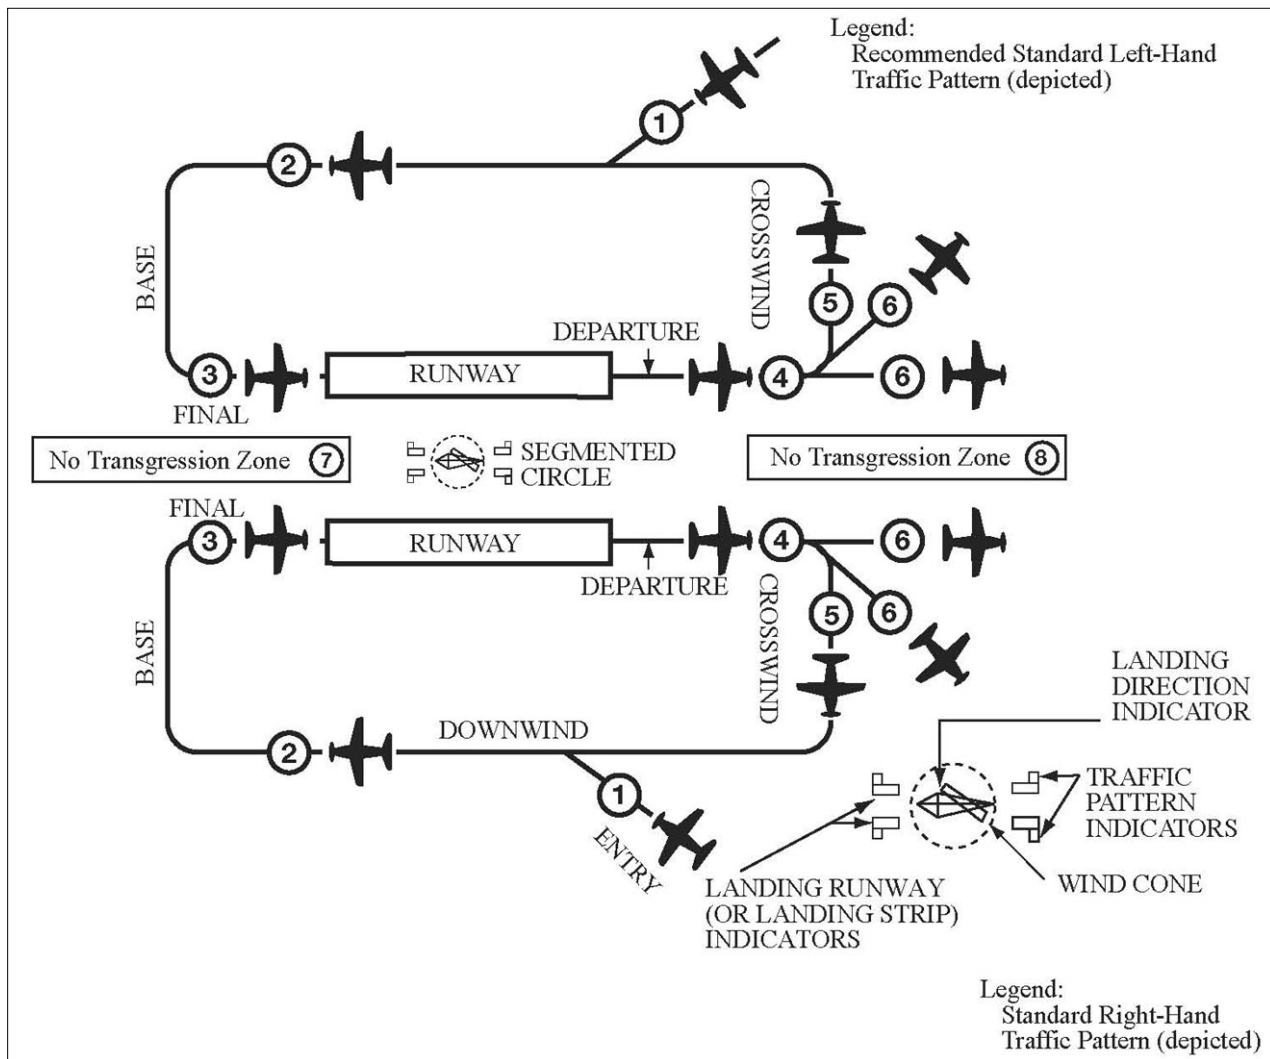 Legend:
Recommended Standard Left-Hand
Traffic Pattern (depicted)
1
2
CROSSWIND
BASE
5
6
DEPARTURE
3
RUNWAY
4
6
FINAL
No Transgression Zone 7
SEGMENTED
CIRCLE
No Transgression Zone 8
FINAL
3
RUNWAY
4
6
DEPARTURE
CROSSWIND
BASE
5
6
LANDING
DIRECTION
INDICATOR
2
DOWNWIND
1
ENTRY
TRAFFIC
PATTERN
INDICATORS
WIND CONE
LANDING RUNWAY
(OR LANDING STRIP)
INDICATORS
Legend:
Standard Right-Hand
Traffic Pattern (depicted)